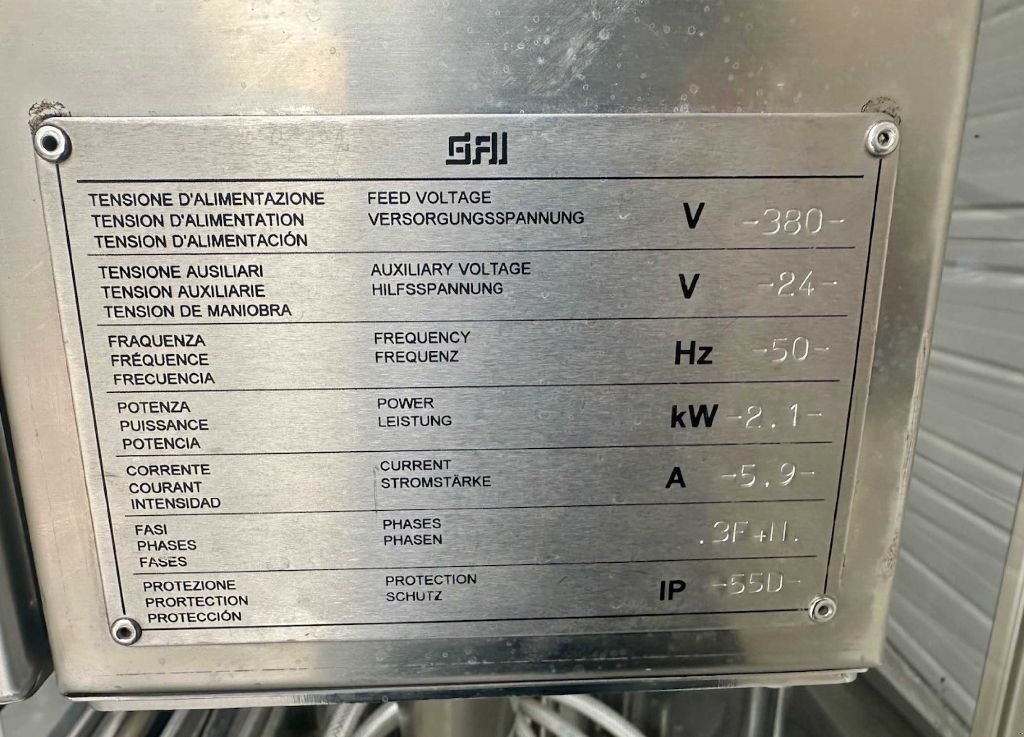 GAI
TENSIONE D'ALIMENTAZIONE FEED VOLTAGE
TENSION D'ALIMENTATION VERSORGUNGSSPANNUNG V -380-
TENSION D'ALIMENTACIÓN
TENSIONE AUSILIARI AUXILIARY VOLTAGE
TENSION AUXILIARIE HILFSSPANNUNG V -24-
TENSION DE MANIOBRA
FRAQUENZA FREQUENCY
FRÉQUENCE FREQUENZ Hz -50-
FRECUENCIA
POTENZA POWER
PUISSANCE LEISTUNG kW -2.1-
POTENCIA
CORRENTE CURRENT
COURANT STROMSTÄRKE A -5.9-
INTENSIDAD
FASI PHASES
PHASES PHASEN .3F+N.
FASES
PROTEZIONE PROTECTION
PRORTECTION SCHUTZ IP -55D-
PROTECCIÓN